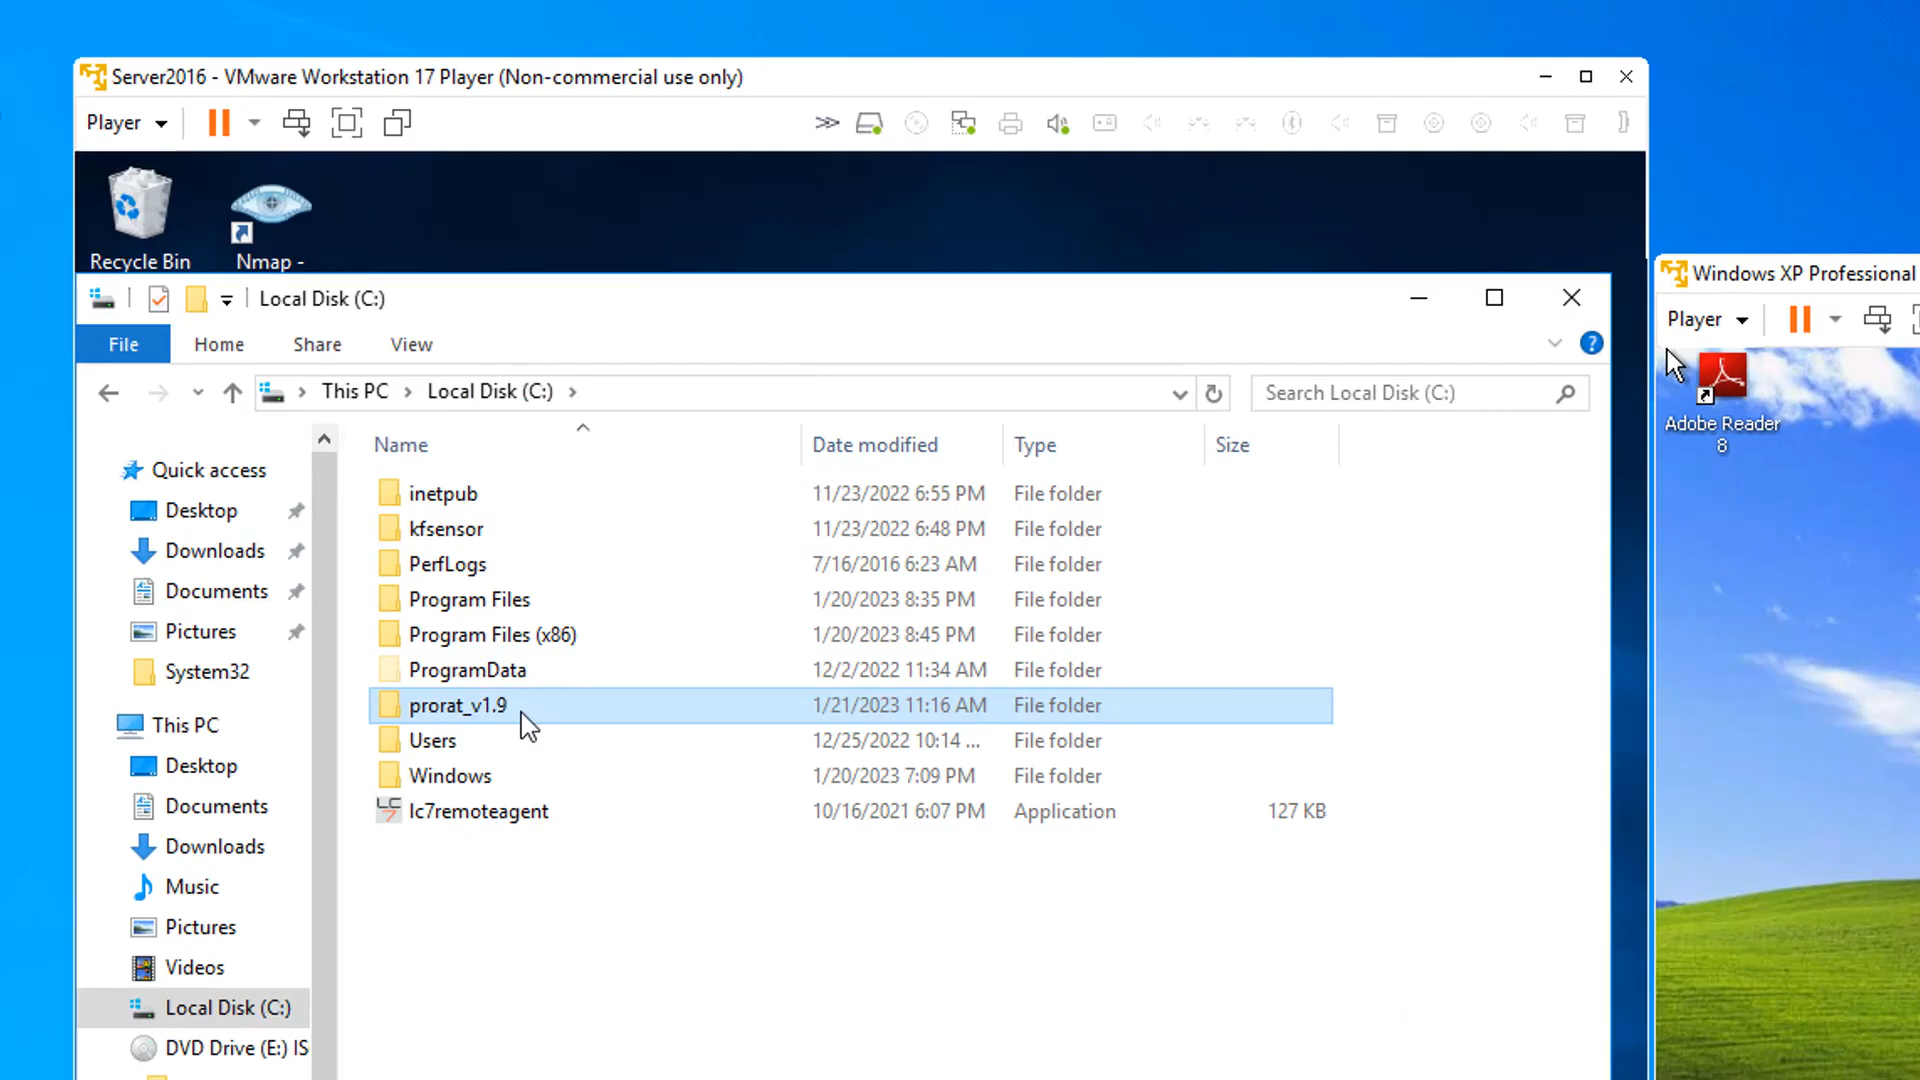 Server2016 - VMware Workstation 17 Player (Non-commercial use only)
Player
Recycle Bin
Nmap -
Local Disk (C:)
File Home Share View
This PC Local Disk (C:)
Search Local Disk (C:)
Name Date modified Type Size
Quick access
Desktop
Downloads
Documents
Pictures
System32
This PC
Desktop
Documents
Downloads
Music
Pictures
Videos
Local Disk (C:)
DVD Drive (E:) IS
inetpub 11/23/2022 6:55 PM File folder
kfsensor 11/23/2022 6:48 PM File folder
PerfLogs 7/16/2016 6:23 AM File folder
Program Files 1/20/2023 8:35 PM File folder
Program Files (x86) 1/20/2023 8:45 PM File folder
ProgramData 12/2/2022 11:34 AM File folder
prorat_v1.9 1/21/2023 11:16 AM File folder
Users 12/25/2022 10:14 ... File folder
Windows 1/20/2023 7:09 PM File folder
lc7remoteagent 10/16/2021 6:07 PM Application 127 KB
Windows XP Professional
Player
Adobe Reader
8